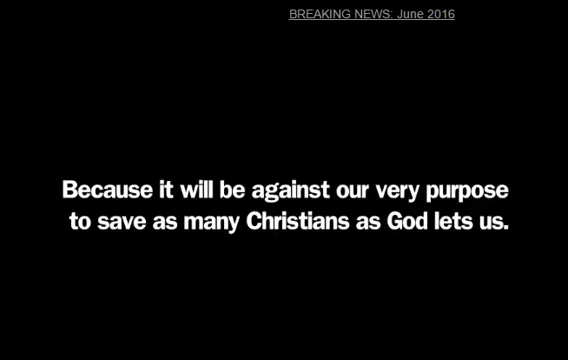 BREAKING NEWS: June 2016
Because it will be against our very purpose
to save as many Christians as God lets us.